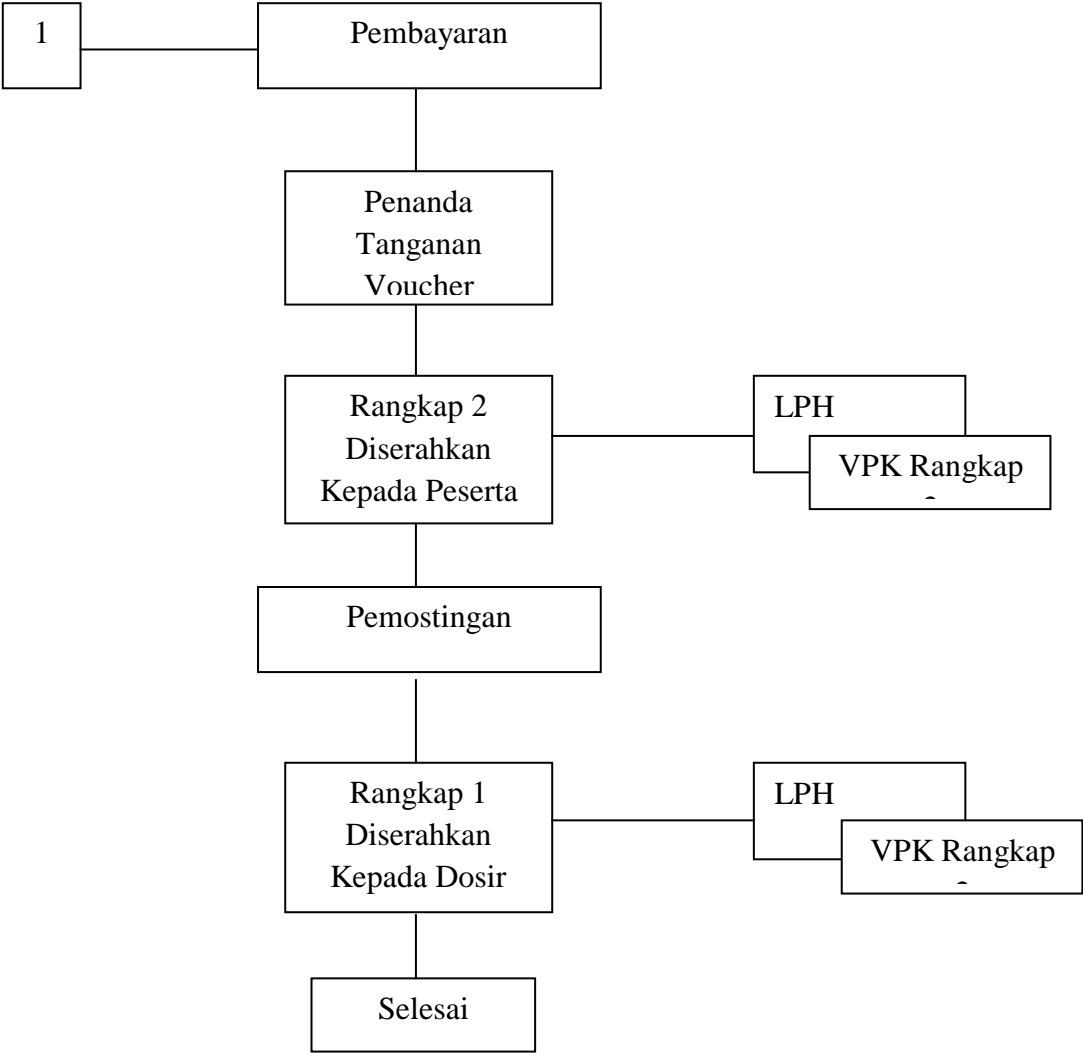 1
Pembayaran
Penanda
Tanganan
Voucher
Rangkap 2
Diserahkan
Kepada Peserta
LPH
VPK Rangkap
Pemostingan
Rangkap 1
Diserahkan
Kepada Dosir
LPH
VPK Rangkap
Selesai